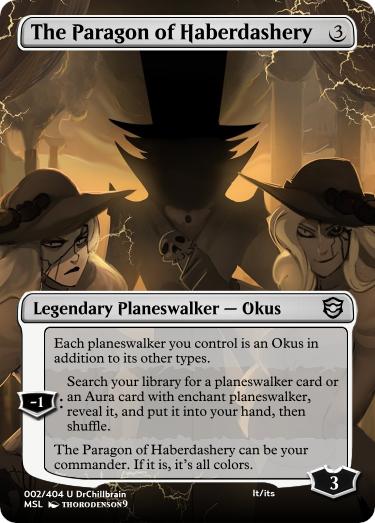 The Paragon of Haberdashery 3
Legendary Planeswalker — Okus
Each planeswalker you control is an Okus in
addition to its other types.
−1: Search your library for a planeswalker card or
an Aura card with enchant planeswalker,
reveal it, and put it into your hand, then
shuffle.
The Paragon of Haberdashery can be your
commander. If it is, it's all colors.
3
002/404 U DrChillbrain It/its
MSL THORODENSON9